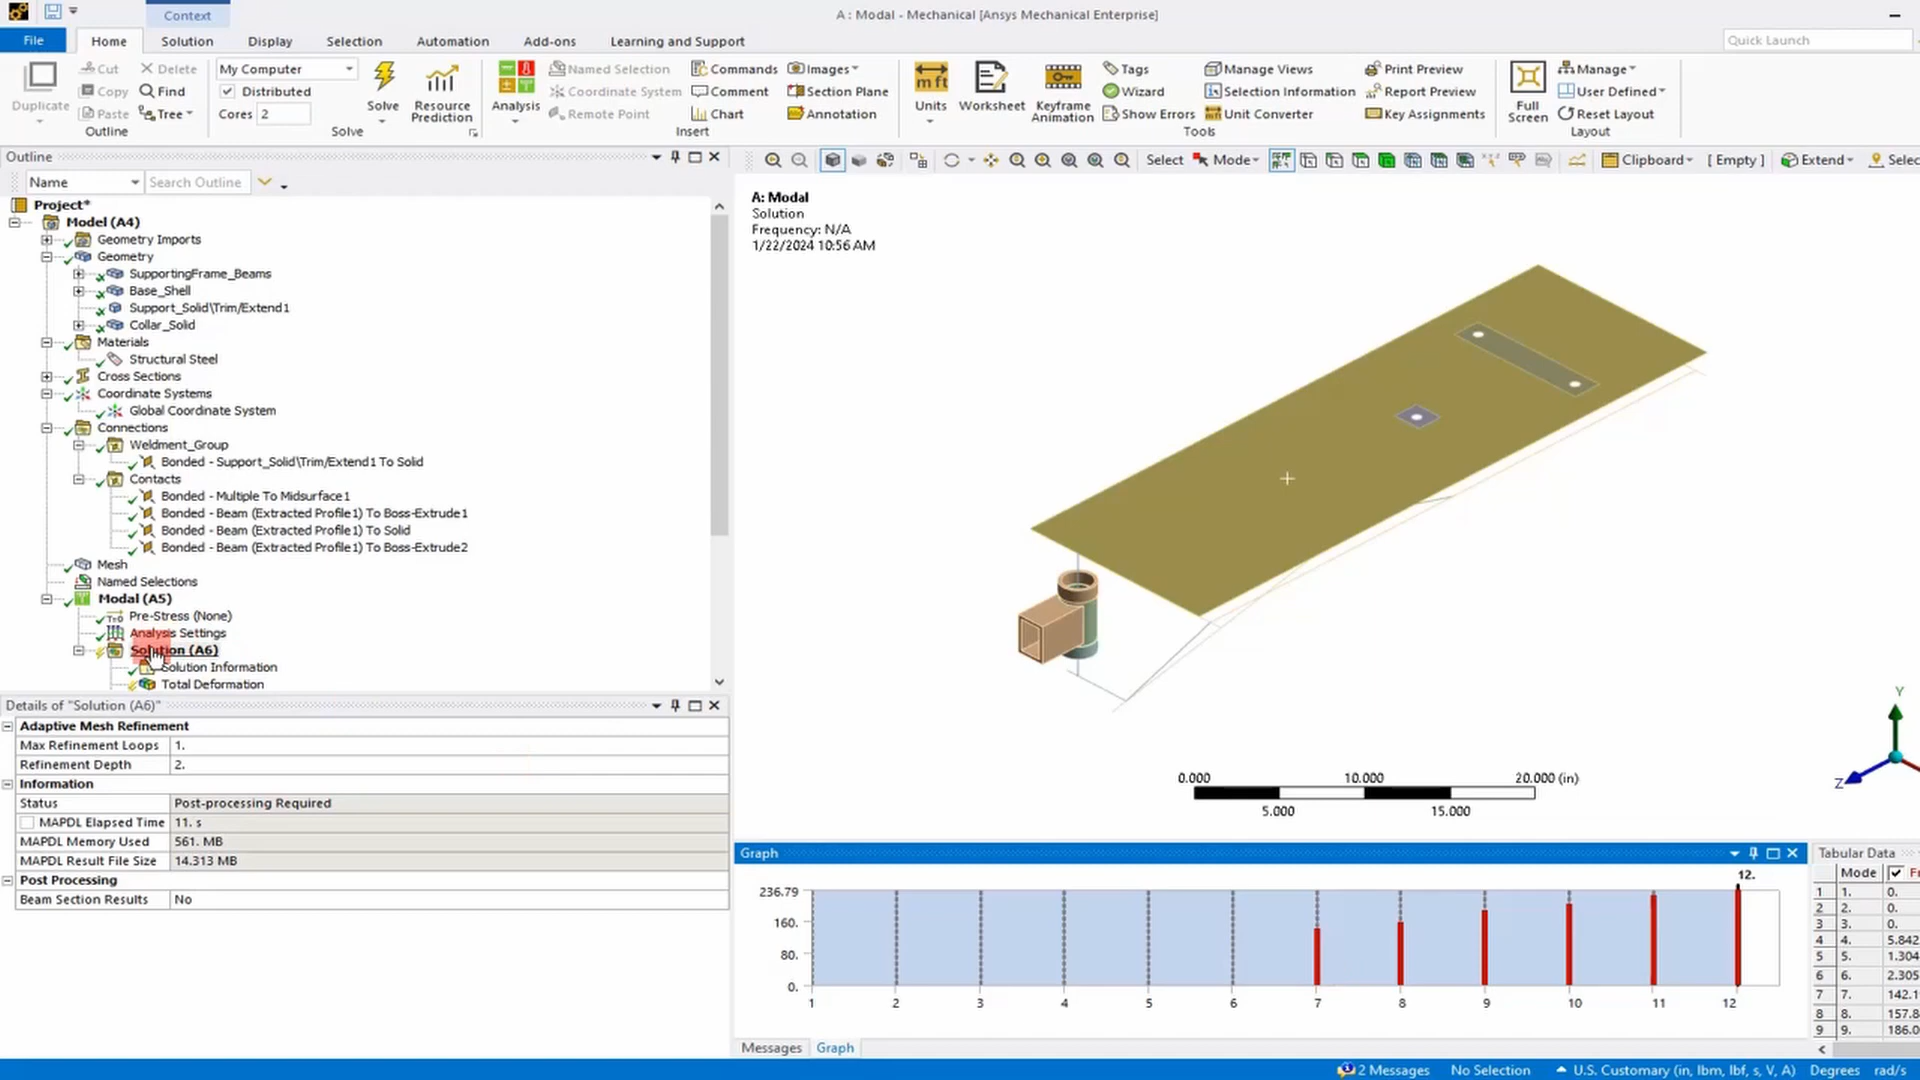 Context
A : Modal - Mechanical [Ansys Mechanical Enterprise]
File
Home
Solution
Display
Selection
Automation
Add-ons
Learning and Support
Quick Launch
Duplicate
Cut
Copy
Paste
Delete
Find
Tree
Outline
My Computer
Distributed
Cores 2
Solve
Resource Prediction
Solve
Analysis
Named Selection
Coordinate System
Remote Point
Commands
Comment
Chart
Images
Section Plane
Annotation
Insert
Units
Worksheet
Keyframe Animation
Tags
Wizard
Show Errors
Manage Views
Selection Information
Unit Converter
Print Preview
Report Preview
Key Assignments
Tools
Full Screen
Manage
User Defined
Reset Layout
Layout
Outline
Name
Search Outline
Select
Mode
Clipboard
[ Empty ]
Extend
Project*
Model (A4)
Geometry Imports
Geometry
SupportingFrame_Beams
Base_Shell
Support_Solid\Trim/Extend1
Collar_Solid
Materials
Structural Steel
Cross Sections
Coordinate Systems
Global Coordinate System
Connections
Weldment_Group
Bonded - Support_Solid\Trim/Extend1 To Solid
Contacts
Bonded - Multiple To Midsurface1
Bonded - Beam (Extracted Profile1) To Boss-Extrude1
Bonded - Beam (Extracted Profile1) To Solid
Bonded - Beam (Extracted Profile1) To Boss-Extrude2
Mesh
Named Selections
Modal (A5)
Pre-Stress (None)
Analysis Settings
Solution (A6)
Solution Information
Total Deformation
Details of "Solution (A6)"
Adaptive Mesh Refinement
Max Refinement Loops 1.
Refinement Depth 2.
Information
Status Post-processing Required
MAPDL Elapsed Time 11. s
MAPDL Memory Used 561. MB
MAPDL Result File Size 14.313 MB
Post Processing
Beam Section Results No
A: Modal
Solution
Frequency: N/A
1/22/2024 10:56 AM
0.000 10.000 20.000 (in)
5.000 15.000
Y
Z
Graph
12.
236.79
160.
80.
0.
1 2 3 4 5 6 7 8 9 10 11 12
Messages Graph
Tabular Data
Mode
1 1. 0.
2 2. 0.
3 3. 0.
4 4. 5.842
5 5. 1.304
6 6. 2.305
7 7. 142.1
8 8. 157.8
9 9. 186.0
2 Messages No Selection U.S. Customary (in, lbm, lbf, s, V, A) Degrees rad/s